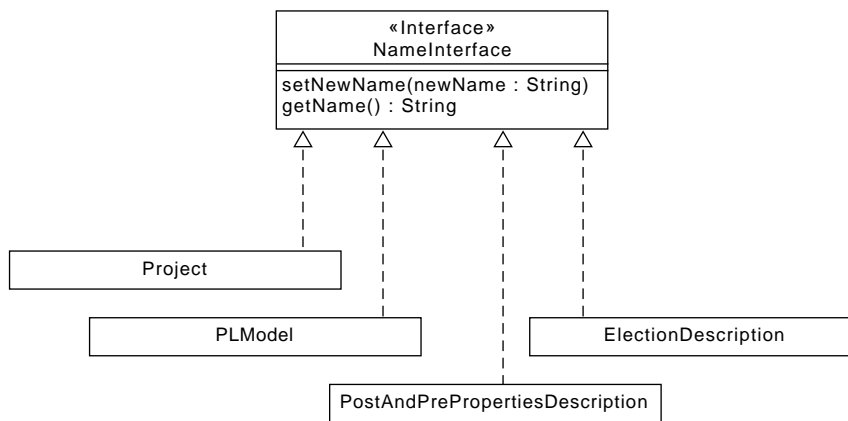 «Interface»
NameInterface
setNewName(newName : String)
getName() : String
Project
PLModel
ElectionDescription
PostAndPrePropertiesDescription